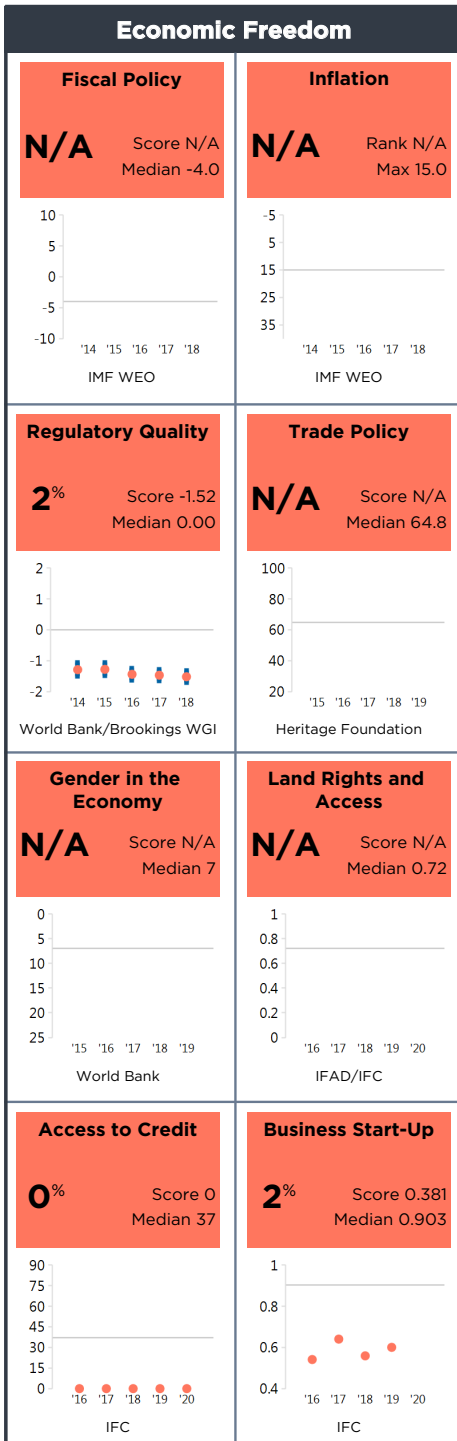 Economic Freedom
Fiscal Policy
N/A
Score N/A
Median -4.0
10
5
0
-5
-10
'14 '15 '16 '17 '18
IMF WEO
Inflation
N/A
Rank N/A
Max 15.0
-5
5
15
25
35
'14 '15 '16 '17 '18
IMF WEO
Regulatory Quality
2%
Score -1.52
Median 0.00
2
1
0
-1
-2
'14 '15 '16 '17 '18
World Bank/Brookings WGI
Trade Policy
N/A
Score N/A
Median 64.8
100
80
60
40
20
'15 '16 '17 '18 '19
Heritage Foundation
Gender in the
Economy
N/A
Score N/A
Median 7
0
5
10
15
20
25
'15 '16 '17 '18 '19
World Bank
Land Rights and
Access
N/A
Score N/A
Median 0.72
1
0.8
0.6
0.4
0.2
0
'16 '17 '18 '19 '20
IFAD/IFC
Access to Credit
0%
Score 0
Median 37
90
75
60
45
30
15
0
'16 '17 '18 '19 '20
IFC
Business Start-Up
2%
Score 0.381
Median 0.903
1
0.8
0.6
0.4
'16 '17 '18 '19 '20
IFC